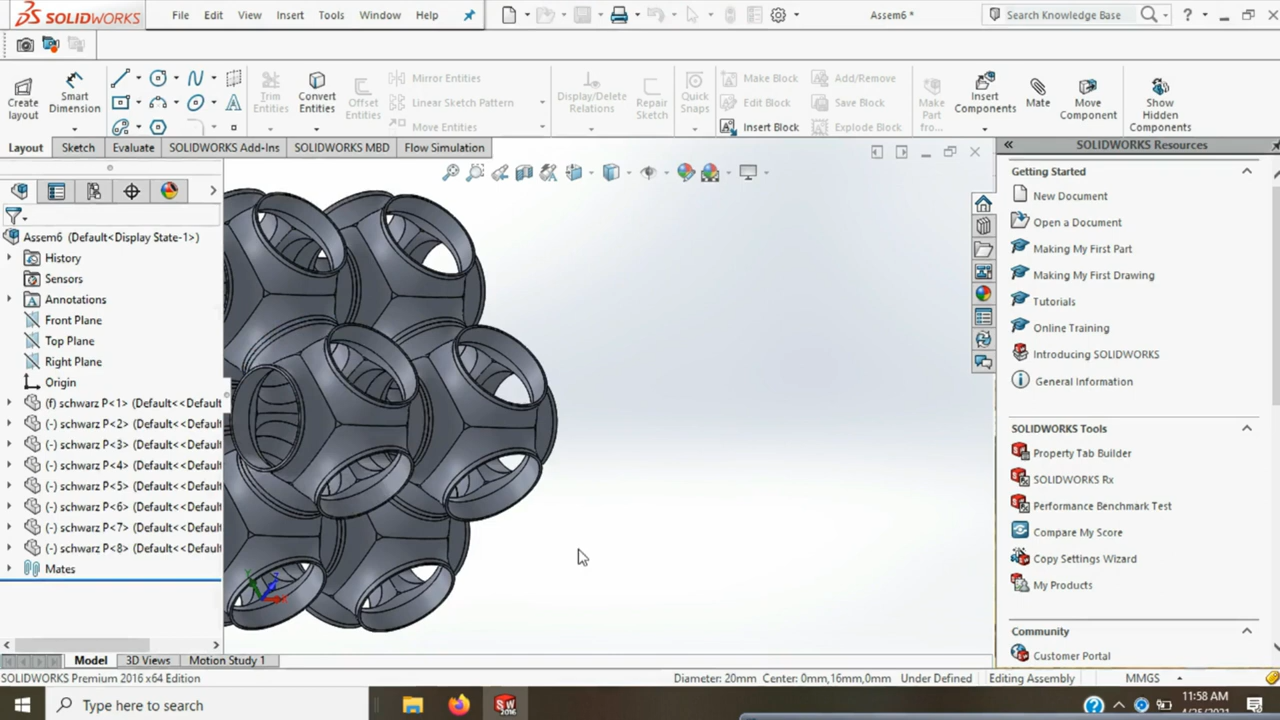 SOLIDWORKS File Edit View Insert Tools Window Help Assem6 * Search Knowledge Base ?
Create layout
Smart Dimension
Trim Entities
Convert Entities
Offset Entities
Mirror Entities
Linear Sketch Pattern
Move Entities
Display/Delete Relations
Repair Sketch
Quick Snaps
Make Block
Edit Block
Insert Block
Add/Remove
Save Block
Explode Block
Make Part from...
Insert Components
Mate
Move Component
Show Hidden Components
Layout Sketch Evaluate SOLIDWORKS Add-Ins SOLIDWORKS MBD Flow Simulation
Assem6 (Default<Display State-1>)
History
Sensors
Annotations
Front Plane
Top Plane
Right Plane
Origin
(f) schwarz P<1> (Default<<Default
(-) schwarz P<2> (Default<<Default
(-) schwarz P<3> (Default<<Default
(-) schwarz P<4> (Default<<Default
(-) schwarz P<5> (Default<<Default
(-) schwarz P<6> (Default<<Default
(-) schwarz P<7> (Default<<Default
(-) schwarz P<8> (Default<<Default
Mates
SOLIDWORKS Resources
Getting Started
New Document
Open a Document
Making My First Part
Making My First Drawing
Tutorials
Online Training
Introducing SOLIDWORKS
General Information
SOLIDWORKS Tools
Property Tab Builder
SOLIDWORKS Rx
Performance Benchmark Test
Compare My Score
Copy Settings Wizard
My Products
Community
Customer Portal
Model 3D Views Motion Study 1
SOLIDWORKS Premium 2016 x64 Edition Diameter: 20mm Center: 0mm,16mm,0mm Under Defined Editing Assembly MMGS
Type here to search
SW 2016
11:58 AM
4/25/2021